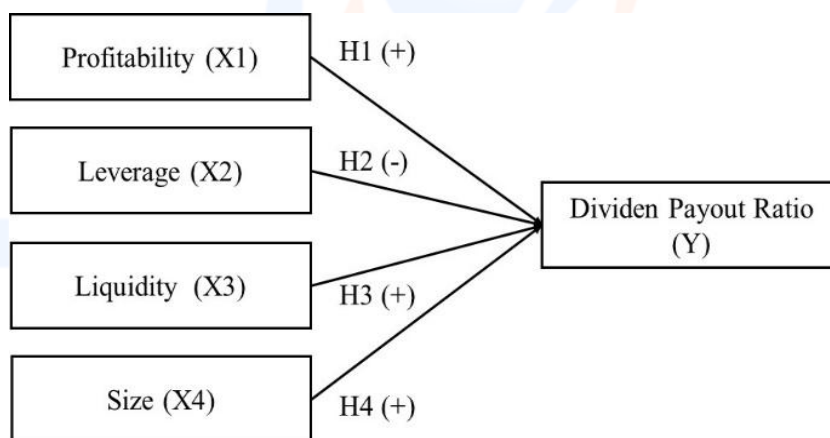 Profitability (X1)
H1 (+)
Leverage (X2)
H2 (-)
Dividen Payout Ratio
(Y)
Liquidity (X3)
H3 (+)
Size (X4)
H4 (+)